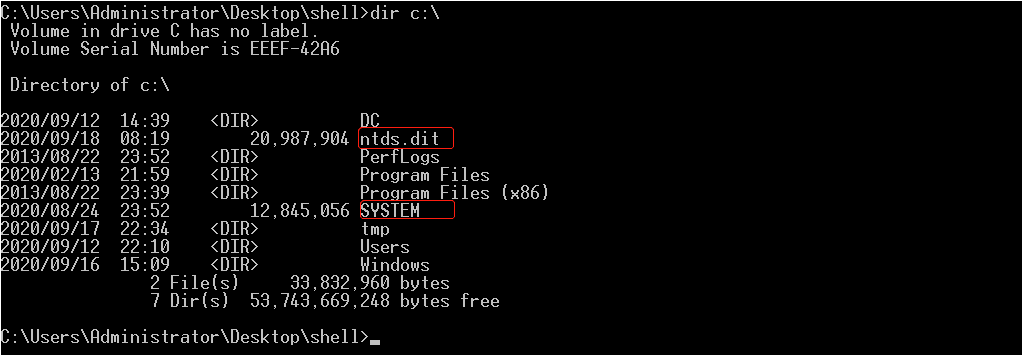 C:\Users\Administrator\Desktop\shell>dir c:\
 Volume in drive C has no label.
 Volume Serial Number is EEEF-42A6
 Directory of c:\
2020/09/12  14:39    <DIR>          DC
2020/09/18  08:19        20,987,904 ntds.dit
2013/08/22  23:52    <DIR>          PerfLogs
2020/02/13  21:59    <DIR>          Program Files
2013/08/22  23:39    <DIR>          Program Files (x86)
2020/08/24  23:52        12,845,056 SYSTEM
2020/09/17  22:34    <DIR>          tmp
2020/09/12  22:10    <DIR>          Users
2020/09/16  15:09    <DIR>          Windows
               2 File(s)     33,832,960 bytes
               7 Dir(s)  53,743,669,248 bytes free
C:\Users\Administrator\Desktop\shell>